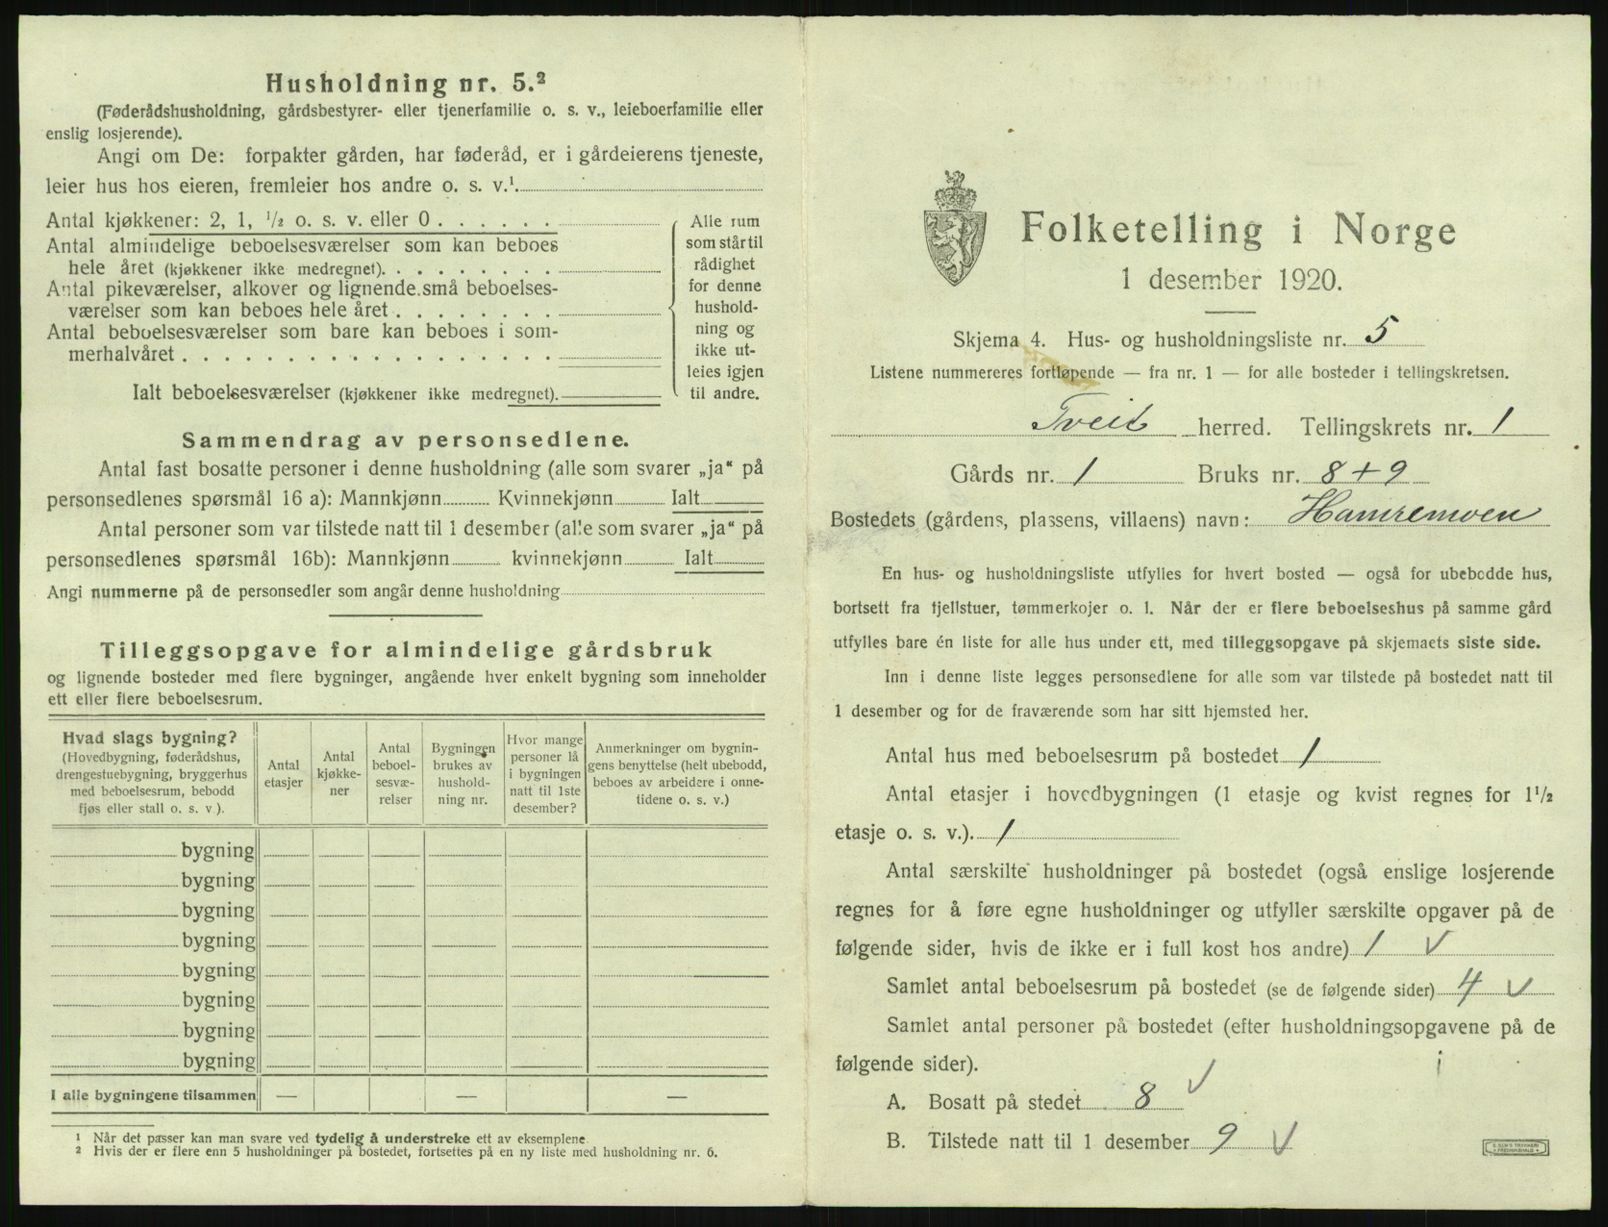 Husholdning nr. 5.²
(Føderådshusholdning, gårdsbestyrer- eller tjenerfamilie o. s. v., leieboerfamilie eller
enslig losjerende).
Angi om De: forpakter gården, har føderåd, er i gårdeierens tjeneste,
leier hus hos eieren, fremleier hos andre o. s. v.¹
Antal kjøkkener: 2, 1, ¹/₂ o. s. v. eller 0 . . . . . .
Antal almindelige beboelsesværelser som kan beboes
hele året (kjøkkener ikke medregnet). . . . . . . . .
Antal pikeværelser, alkover og lignende små beboelses-
værelser som kan beboes hele året . . . . . . . .
Antal beboelsesværelser som bare kan beboes i som-
merhalvåret . . . . . . . . . . . . . . . . . .
Ialt beboelsesværelser (kjøkkener ikke medregnet).
Alle rum
som står til
rådighet
for denne
hushold-
ning og
ikke ut-
leies igjen
til andre.
Sammendrag av personsedlene.
Antal fast bosatte personer i denne husholdning (alle som svarer „ja“ på
personsedlenes spørsmål 16 a): Mannkjønn Kvinnekjønn Ialt
Antal personer som var tilstede natt til 1 desember (alle som svarer „ja“ på
personsedlenes spørsmål 16b): Mannkjønn kvinnekjønn Ialt
Angi nummerne på de personsedler som angår denne husholdning
Tilleggsopgave for almindelige gårdsbruk
og lignende bosteder med flere bygninger, angående hver enkelt bygning som inneholder
ett eller flere beboelsesrum.
Hvad slags bygning?
(Hovedbygning, føderådshus,
drengestuebygning, bryggerhus
med beboelsesrum, bebodd
fjøs eller stall o. s. v ).
Antal
etasjer
Antal
kjøkke-
ner
Antal
beboel-
sesvæ-
relser
Bygningen
brukes av
hushold-
ning nr.
Hvor mange
personer lå
i bygningen
natt til 1ste
desember?
Anmerkninger om bygnin-
gens benyttelse (helt ubebodd,
beboes av arbeidere i onne-
tidene o. s. v.)
bygning
bygning
bygning
bygning
bygning
bygning
bygning
bygning
I alle bygningene tilsammen — — —
¹ Når det passer kan man svare ved tydelig å understreke ett av eksemplene
² Hvis der er flere enn 5 husholdninger på bostedet, fortsettes på en ny liste med husholdning nr. 6.
Folketelling i Norge
1 desember 1920.
Skjema 4. Hus- og husholdningsliste nr. 5
Listene nummereres fortløpende — fra nr. 1 — for alle bosteder i tellingskretsen.
Tveit herred. Tellingskrets nr. 1
Gårds nr. 1 Bruks nr. 8 + 9
Bostedets (gårdens, plassens, villaens) navn: Hamremoen
En hus- og husholdningsliste utfylles for hvert bosted — også for ubebodde hus,
bortsett fra fjellstuer, tømmerkojer o. l. Når der er flere beboelseshus på samme gård
utfylles bare én liste for alle hus under ett, med tilleggsopgave på skjemaets siste side.
Inn i denne liste legges personsedlene for alle som var tilstede på bostedet natt til
1 desember og for de fraværende som har sitt hjemsted her.
Antal hus med beboelsesrum på bostedet 1
Antal etasjer i hovedbygningen (1 etasje og kvist regnes for 1¹/₂
etasje o. s. v.). 1
Antal særskilte husholdninger på bostedet (også enslige losjerende
regnes for å føre egne husholdninger og utfyller særskilte opgaver på de
følgende sider, hvis de ikke er i full kost hos andre) 1 ✓
Samlet antal beboelsesrum på bostedet (se de følgende sider) 4 ✓
Samlet antal personer på bostedet (efter husholdningsopgavene på de
følgende sider).
A. Bosatt på stedet 8 ✓
B. Tilstede natt til 1 desember 9 ✓